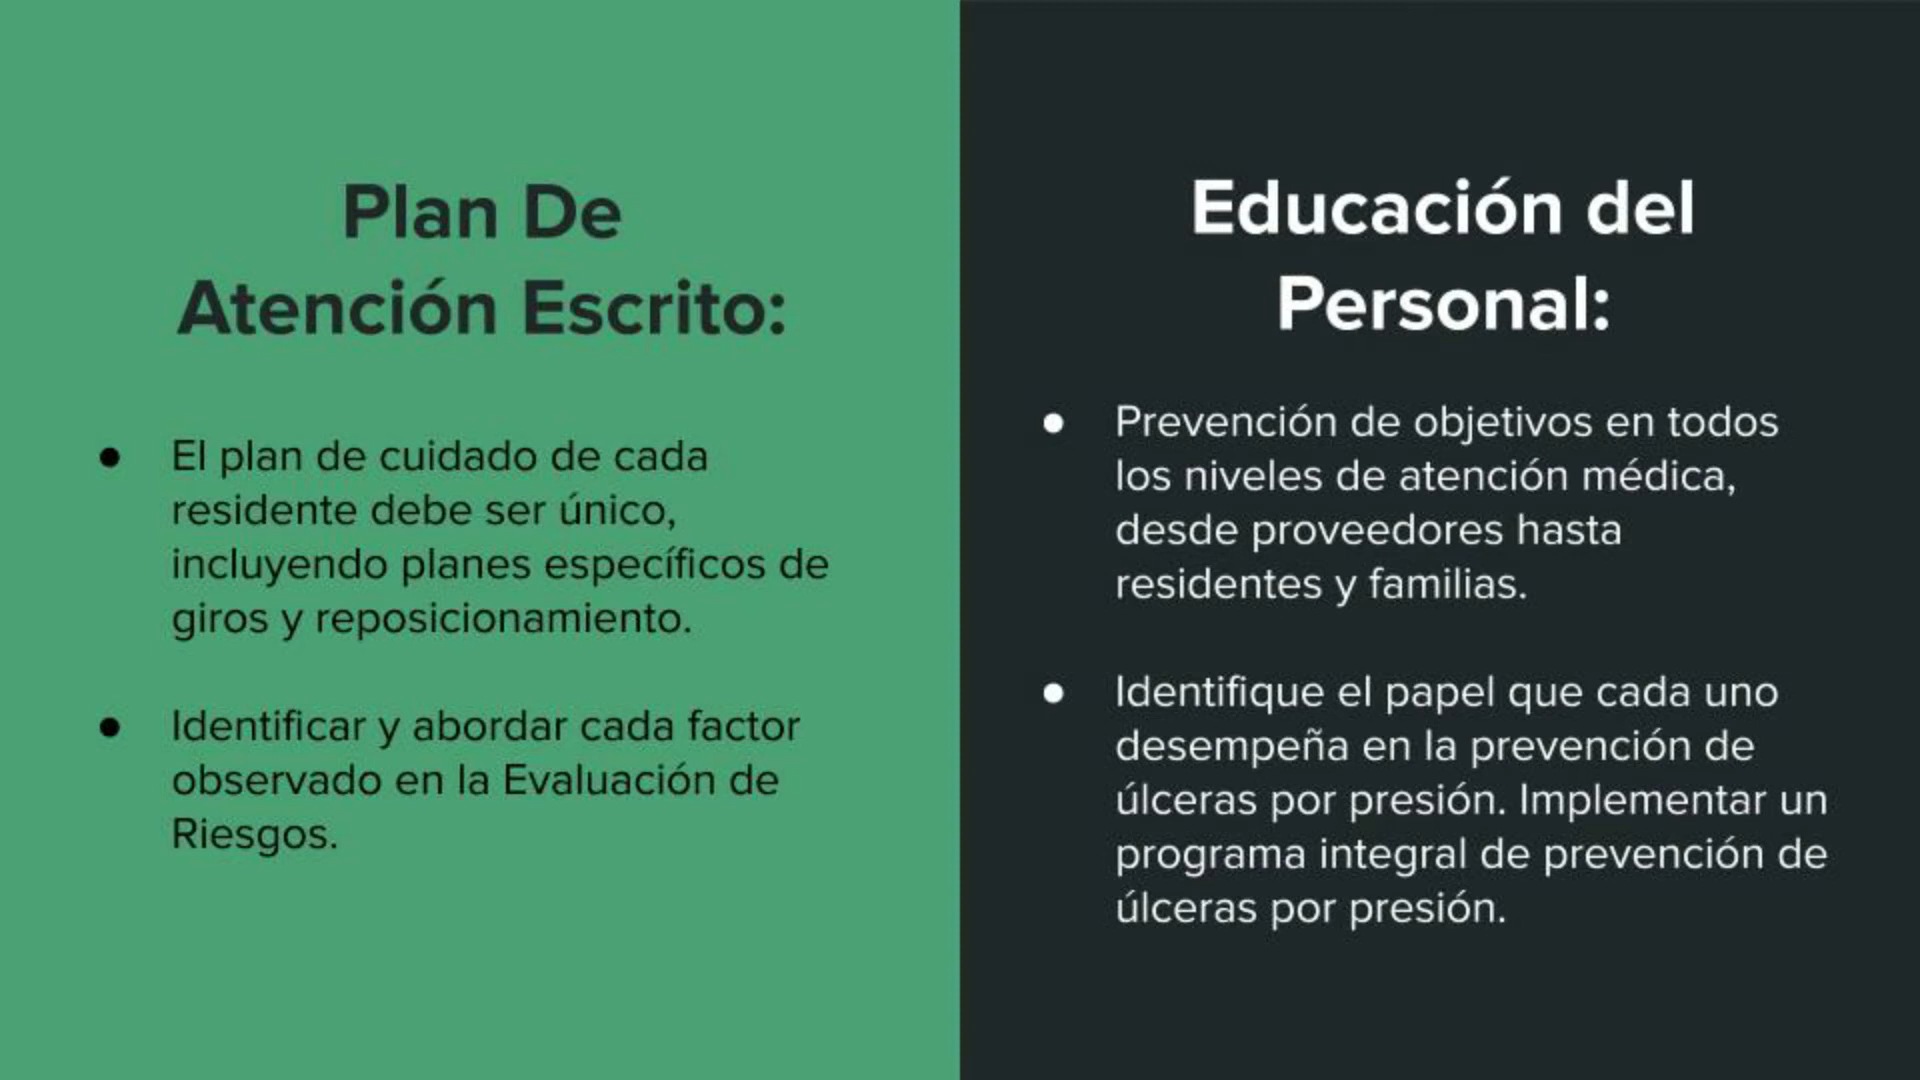 Plan De
Atención Escrito:
● El plan de cuidado de cada
residente debe ser único,
incluyendo planes específicos de
giros y reposicionamiento.
● Identificar y abordar cada factor
observado en la Evaluación de
Riesgos.
Educación del
Personal:
● Prevención de objetivos en todos
los niveles de atención médica,
desde proveedores hasta
residentes y familias.
● Identifique el papel que cada uno
desempeña en la prevención de
úlceras por presión. Implementar un
programa integral de prevención de
úlceras por presión.